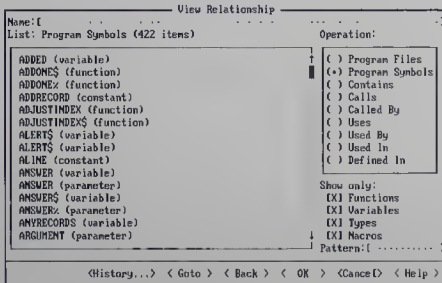 View Relationship
Name:[
List: Program Symbols (422 items)
Operation:
ADDED (variable)
ADDONE$ (function)
ADDONE% (function)
ADDRECORD (constant)
ADJUSTINDEX (function)
ADJUSTINDEX$ (function)
ALERT$ (variable)
ALERT$ (variable)
ALINE (constant)
ANSWER (variable)
ANSWER (parameter)
ANSWER$ (variable)
ANSWER% (parameter)
ANYRECORDS (variable)
ARGUMENT (parameter)
( ) Program Files
(•) Program Symbols
( ) Contains
( ) Calls
( ) Called By
( ) Uses
( ) Used By
( ) Used In
( ) Defined In
Show only:
[X] Functions
[X] Variables
[X] Types
[X] Macros
Pattern:[ ·········· ]
<History...> < Goto > < Back > < OK > <Cancel> < Help >